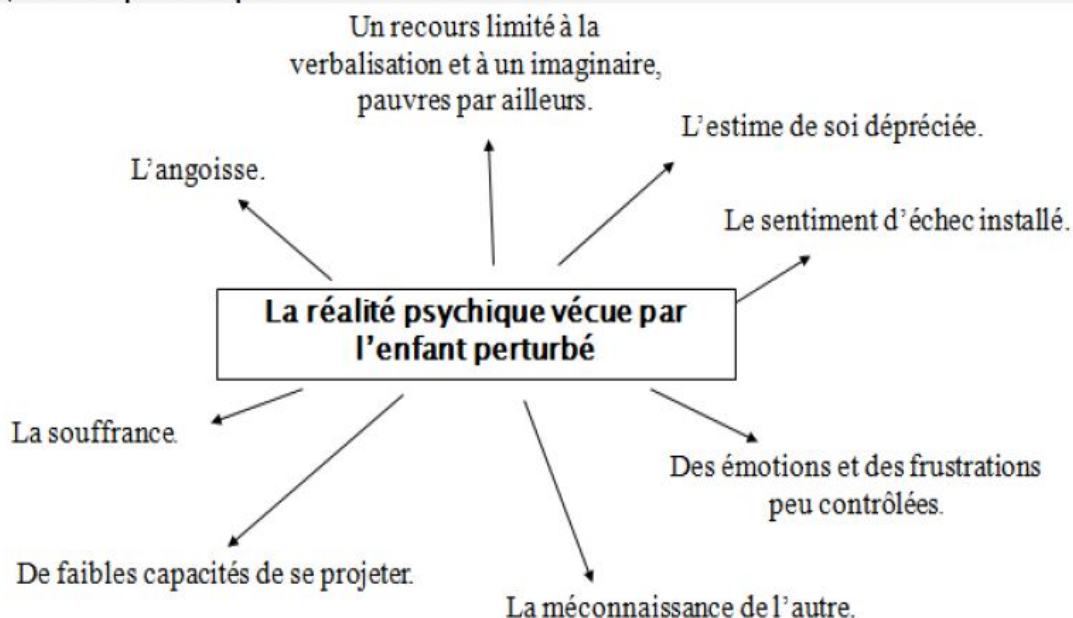 Un recours limité à la
verbalisation et à un imaginaire,
pauvres par ailleurs.
L'estime de soi dépréciée.
L'angoisse.
Le sentiment d'échec installé.
La réalité psychique vécue par
l'enfant perturbé
La souffrance.
Des émotions et des frustrations
peu contrôlées.
De faibles capacités de se projeter.
La méconnaissance de l'autre.